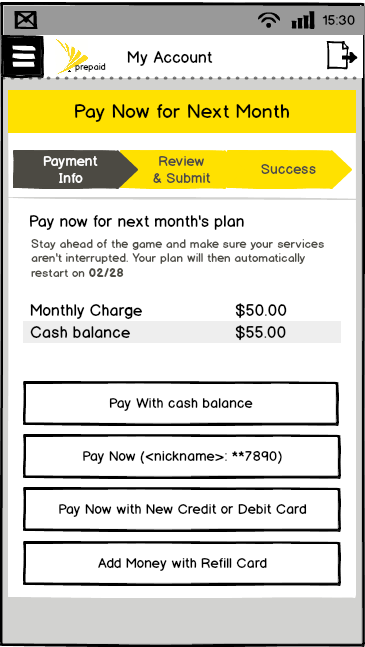 15:30
prepaid
My Account
Pay Now for Next Month
Payment
Info
Review
& Submit
Success
Pay now for next month's plan
Stay ahead of the game and make sure your services
aren't interrupted. Your plan will then automatically
restart on 02/28
Monthly Charge $50.00
Cash balance $55.00
Pay With cash balance
Pay Now (<nickname>: **7890)
Pay Now with New Credit or Debit Card
Add Money with Refill Card